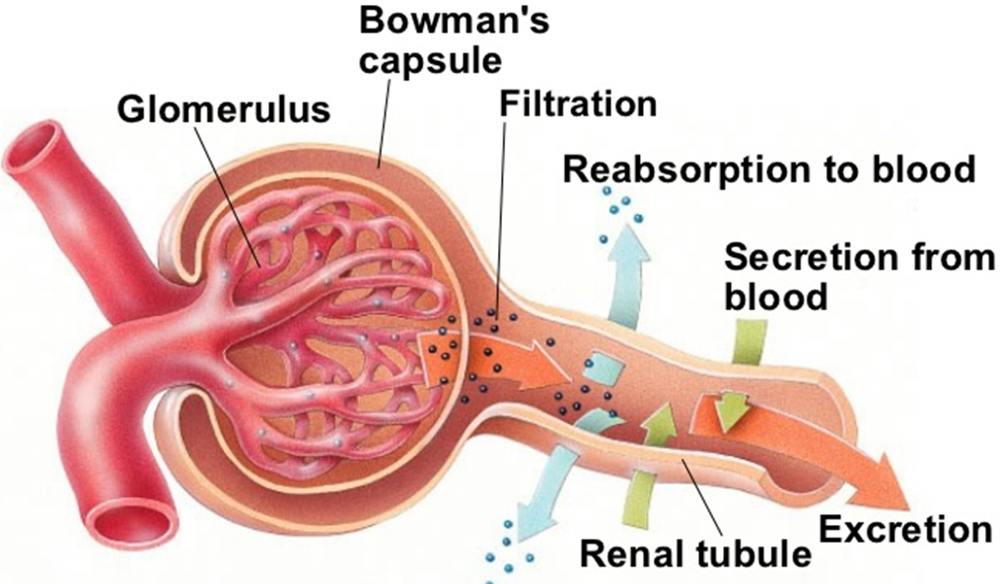 Bowman's
capsule
Glomerulus
Filtration
Reabsorption to blood
Secretion from
blood
Excretion
Renal tubule